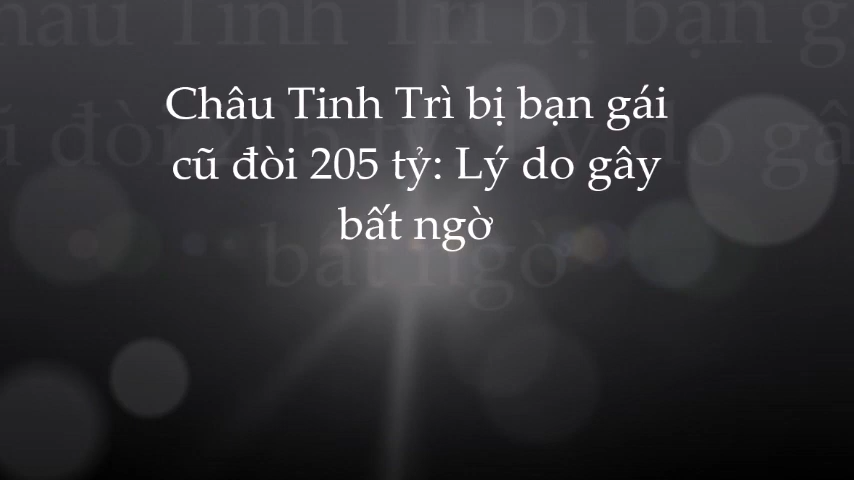 Châu Tinh Trì bị bạn gái
cũ đòi 205 tỷ: Lý do gây
bất ngờ